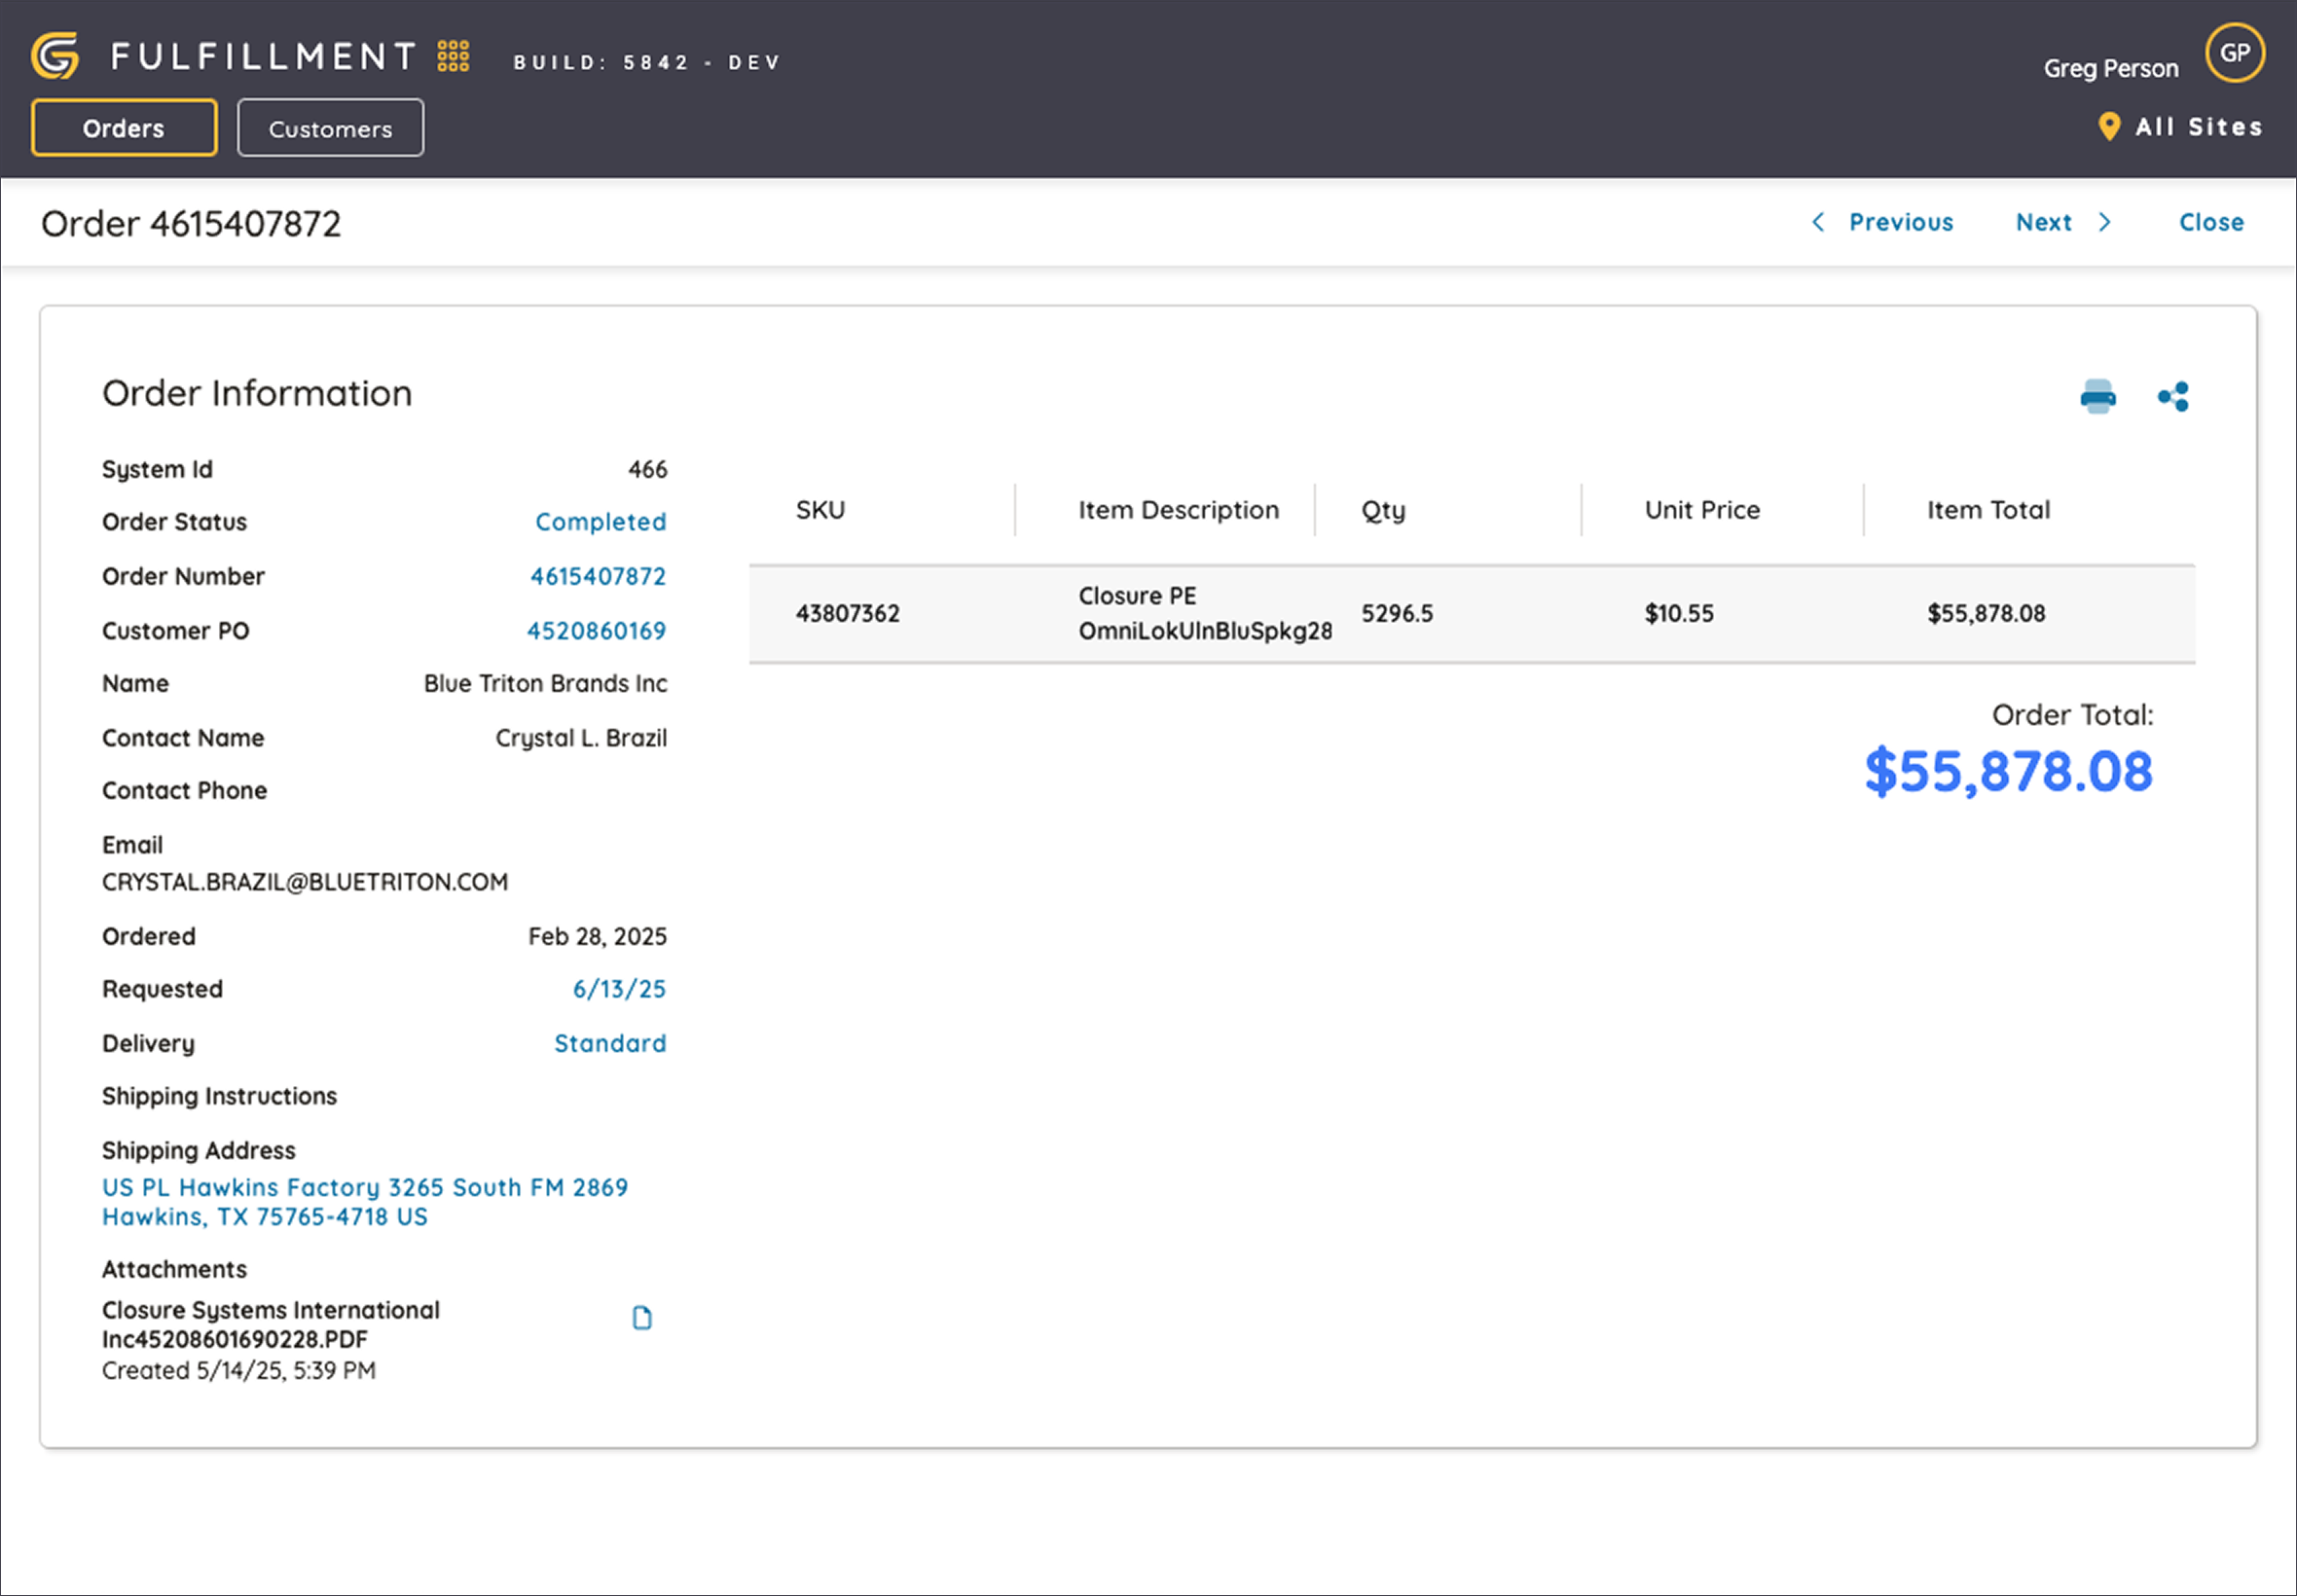 FULFILLMENT
BUILD: 5842 - DEV
Greg Person
GP
Orders
Customers
All Sites
Order 4615407872
Previous
Next
Close
Order Information
System Id 466
Order Status Completed
Order Number 4615407872
Customer PO 4520860169
Name Blue Triton Brands Inc
Contact Name Crystal L. Brazil
Contact Phone
Email
CRYSTAL.BRAZIL@BLUETRITON.COM
Ordered Feb 28, 2025
Requested 6/13/25
Delivery Standard
Shipping Instructions
Shipping Address
US PL Hawkins Factory 3265 South FM 2869
Hawkins, TX 75765-4718 US
Attachments
Closure Systems International
Inc45208601690228.PDF
Created 5/14/25, 5:39 PM
SKU Item Description Qty Unit Price Item Total
43807362 Closure PE 5296.5 $10.55 $55,878.08
OmniLokUlnBluSpkg28
Order Total:
$55,878.08